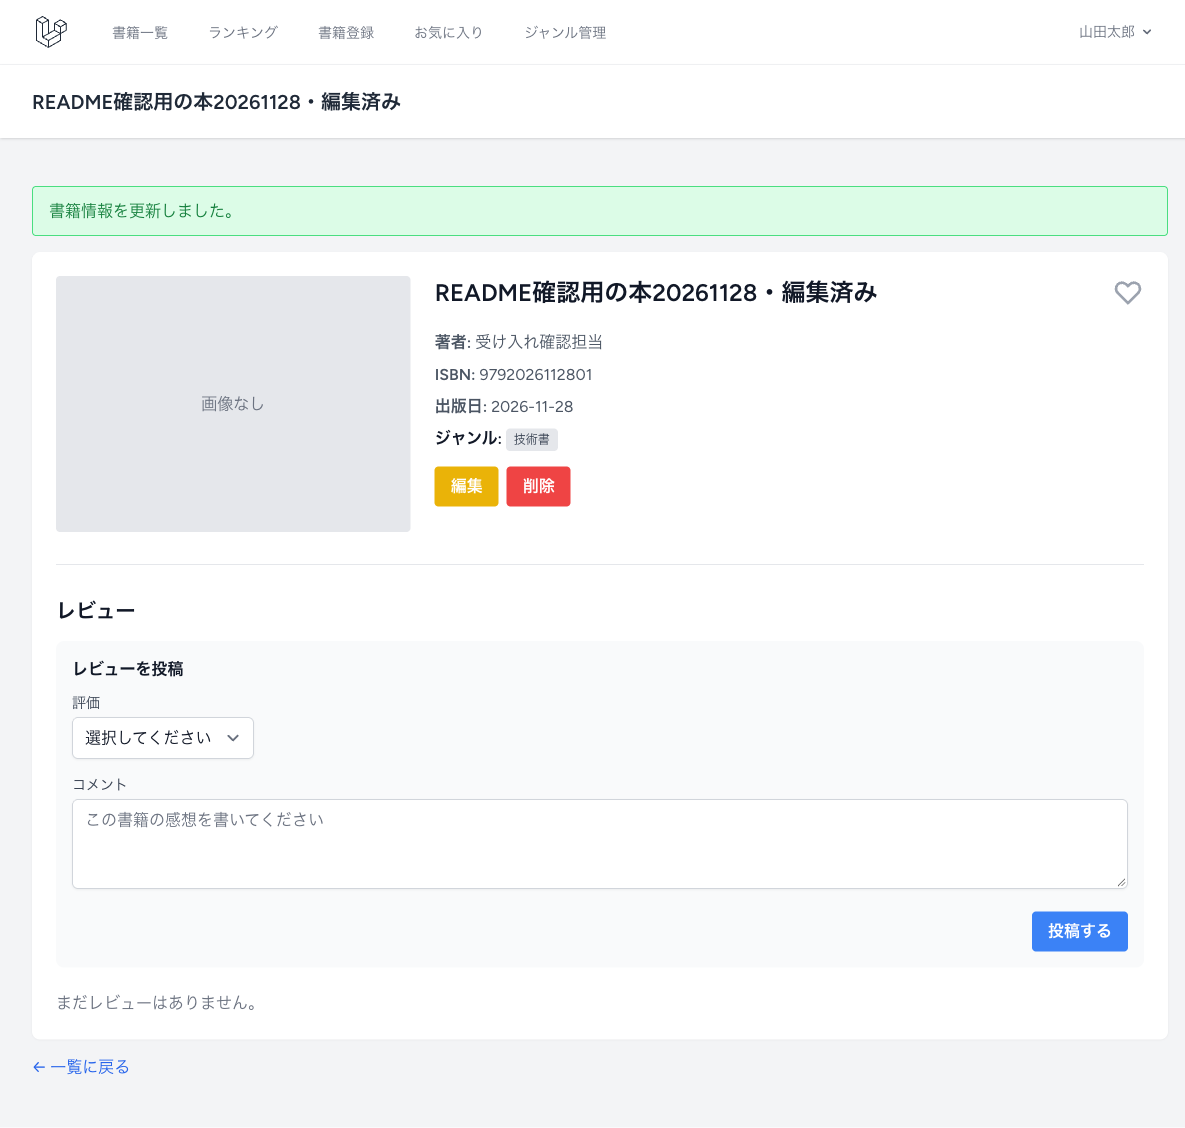 書籍一覧 ランキング 書籍登録 お気に入り ジャンル管理 山田太郎
README確認用の本20261128・編集済み
書籍情報を更新しました。
画像なし
README確認用の本20261128・編集済み
著者: 受け入れ確認担当
ISBN: 9792026112801
出版日: 2026-11-28
ジャンル: 技術書
編集 削除
レビュー
レビューを投稿
評価
選択してください
コメント
この書籍の感想を書いてください
投稿する
まだレビューはありません。
← 一覧に戻る